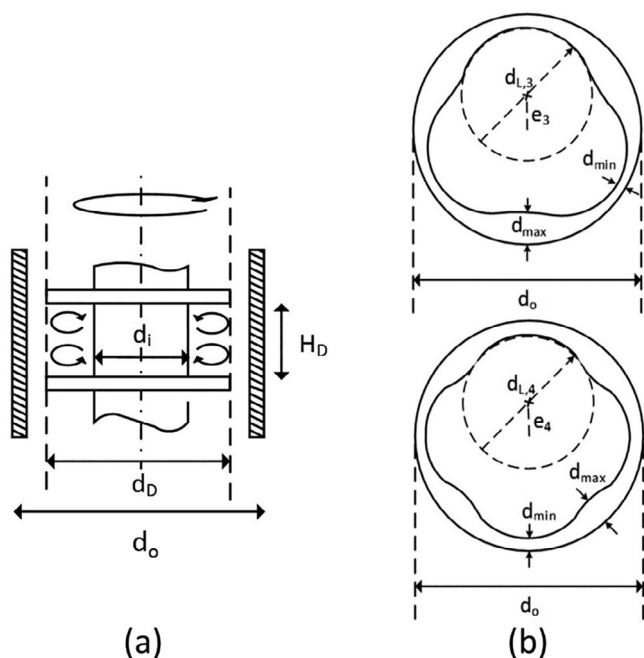 d_i
H_D
d_D
d_o
(a)
d_L,3
e_3
d_min
d_max
d_o
d_L,4
e_4
d_max
d_min
d_o
(b)